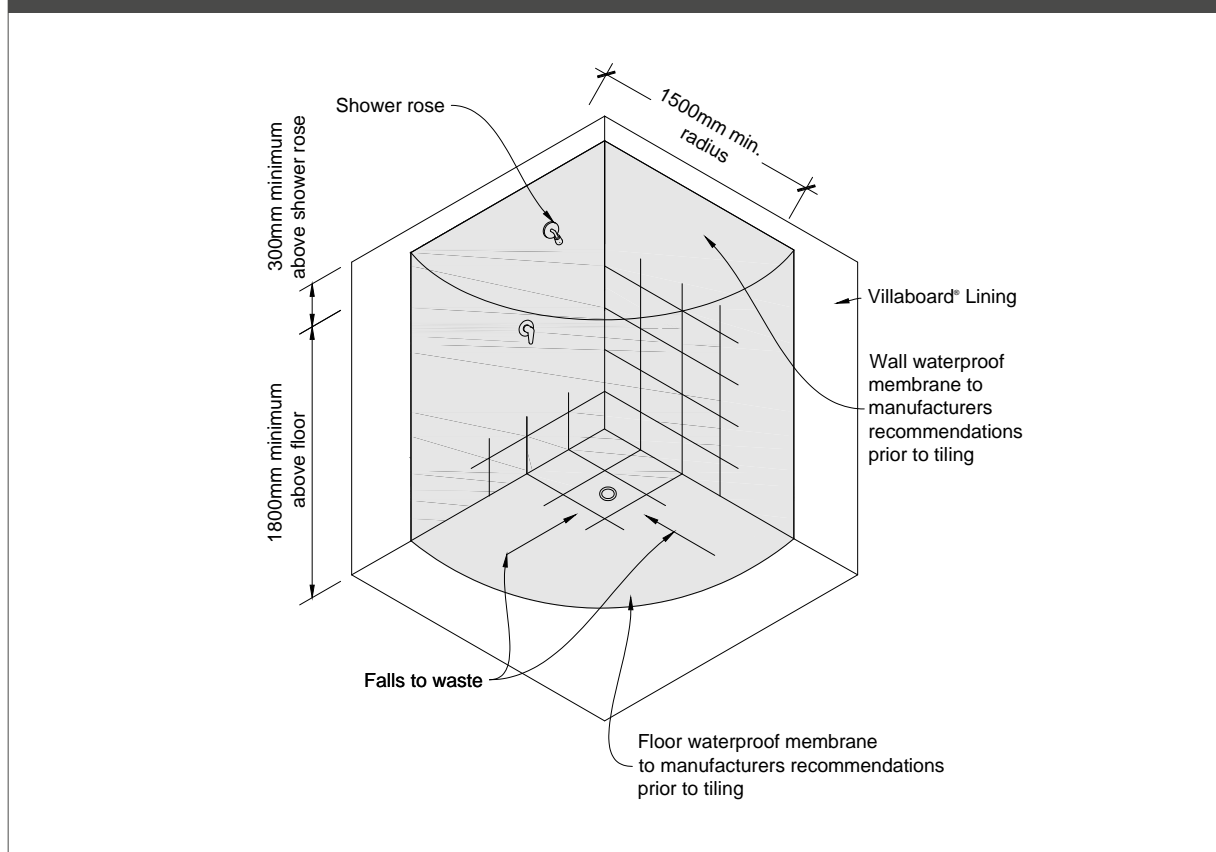 Shower rose
1500mm min.
radius
300mm minimum
above shower rose
Villaboard® Lining
Wall waterproof
membrane to
manufacturers
recommendations
prior to tiling
1800mm minimum
above floor
Falls to waste
Floor waterproof membrane
to manufacturers recommendations
prior to tiling